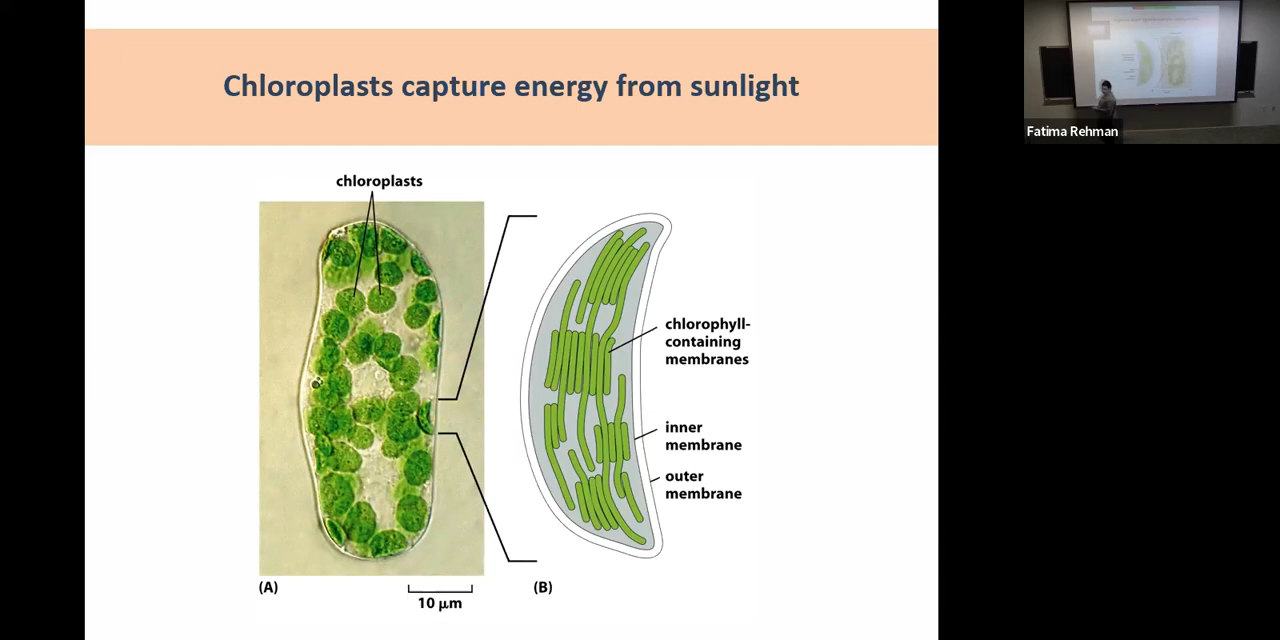 Chloroplasts capture energy from sunlight
Fatima Rehman
chloroplasts
chlorophyll-
containing
membranes
inner
membrane
outer
membrane
(A)
10 μm
(B)